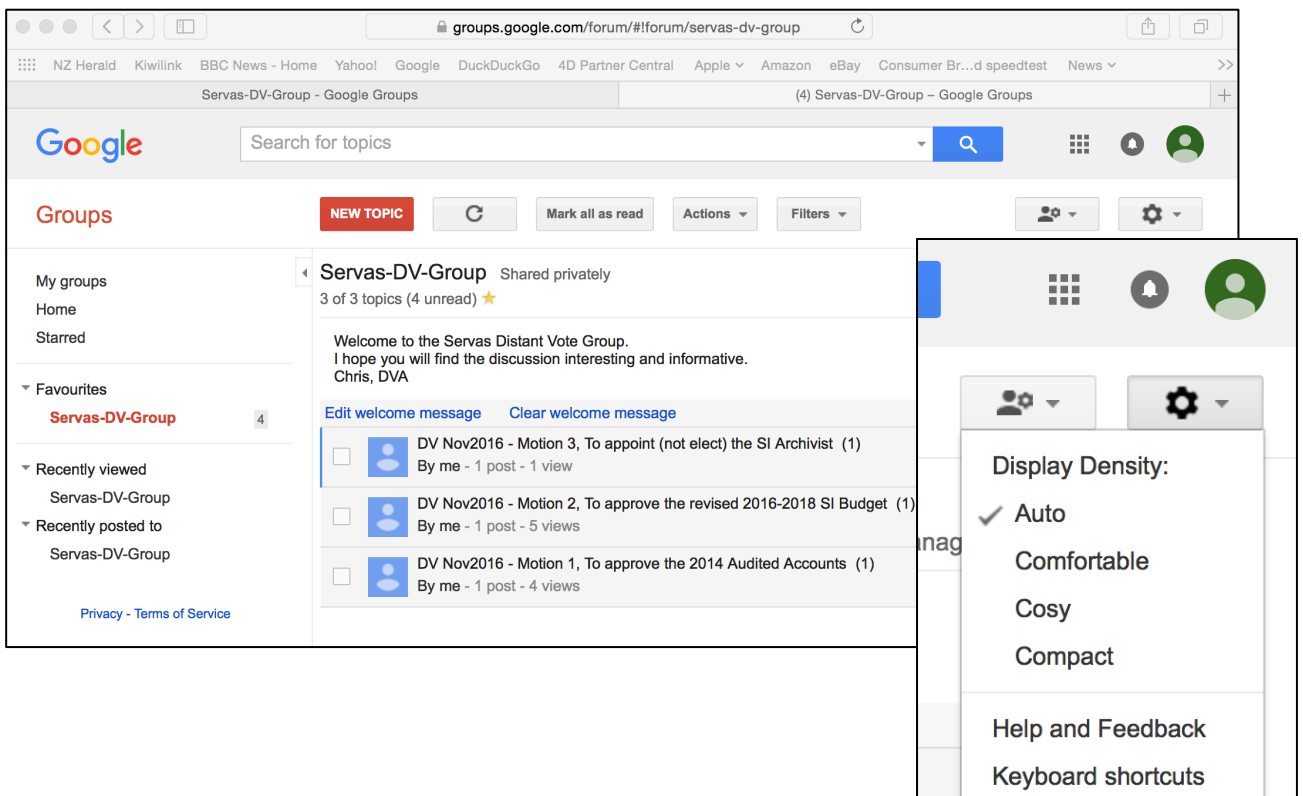 groups.google.com/forum/#!forum/servas-dv-group
NZ Herald Kiwilink BBC News - Home Yahoo! Google DuckDuckGo 4D Partner Central Apple Amazon eBay Consumer Br...d speedtest News >>
Servas-DV-Group - Google Groups (4) Servas-DV-Group – Google Groups +
Google Search for topics
Groups NEW TOPIC Mark all as read Actions Filters
My groups
Home
Starred
Favourites
Servas-DV-Group 4
Recently viewed
Servas-DV-Group
Recently posted to
Servas-DV-Group
Privacy - Terms of Service
Servas-DV-Group Shared privately
3 of 3 topics (4 unread)
Welcome to the Servas Distant Vote Group.
I hope you will find the discussion interesting and informative.
Chris, DVA
Edit welcome message Clear welcome message
DV Nov2016 - Motion 3, To appoint (not elect) the SI Archivist (1)
By me - 1 post - 1 view
DV Nov2016 - Motion 2, To approve the revised 2016-2018 SI Budget (1)
By me - 1 post - 5 views
DV Nov2016 - Motion 1, To approve the 2014 Audited Accounts (1)
By me - 1 post - 4 views
Display Density:
Auto
Comfortable
Cosy
Compact
Help and Feedback
Keyboard shortcuts